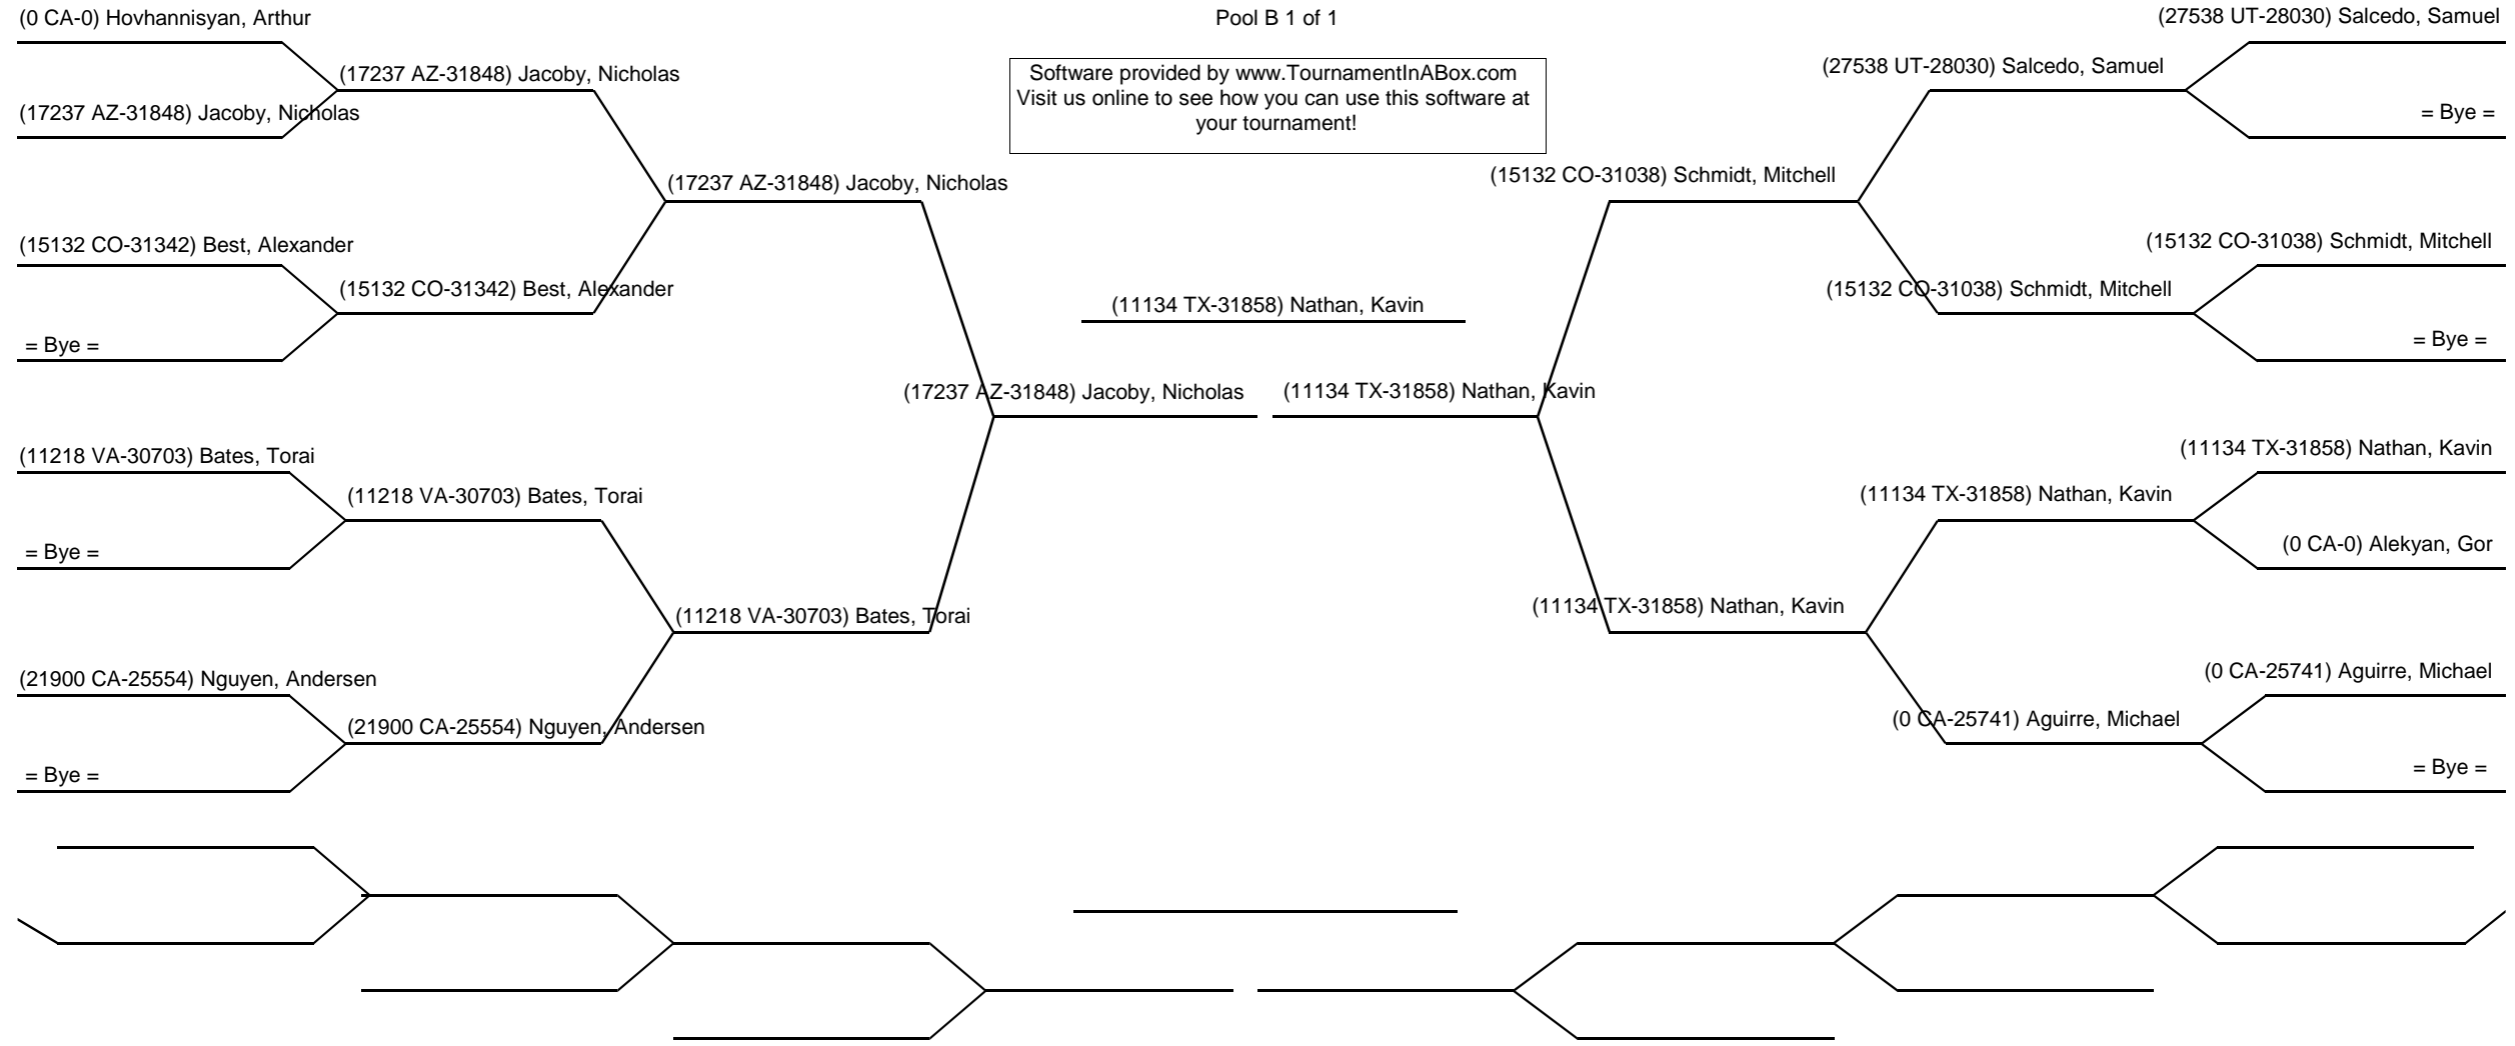 (0 CA-0) Hovhannisyan, Arthur
Pool B 1 of 1
(27538 UT-28030) Salcedo, Samuel
(17237 AZ-31848) Jacoby, Nicholas
Software provided by www.TournamentInABox.com
Visit us online to see how you can use this software at
your tournament!
(27538 UT-28030) Salcedo, Samuel
(17237 AZ-31848) Jacoby, Nicholas
= Bye =
(17237 AZ-31848) Jacoby, Nicholas
(15132 CO-31038) Schmidt, Mitchell
(15132 CO-31342) Best, Alexander
(15132 CO-31038) Schmidt, Mitchell
(15132 CO-31342) Best, Alexander
(11134 TX-31858) Nathan, Kavin
(15132 CO-31038) Schmidt, Mitchell
= Bye =
= Bye =
(17237 AZ-31848) Jacoby, Nicholas
(11134 TX-31858) Nathan, Kavin
(11218 VA-30703) Bates, Torai
(11134 TX-31858) Nathan, Kavin
(11218 VA-30703) Bates, Torai
(11134 TX-31858) Nathan, Kavin
= Bye =
(0 CA-0) Alekyan, Gor
(11218 VA-30703) Bates, Torai
(11134 TX-31858) Nathan, Kavin
(21900 CA-25554) Nguyen, Andersen
(0 CA-25741) Aguirre, Michael
(21900 CA-25554) Nguyen, Andersen
(0 CA-25741) Aguirre, Michael
= Bye =
= Bye =